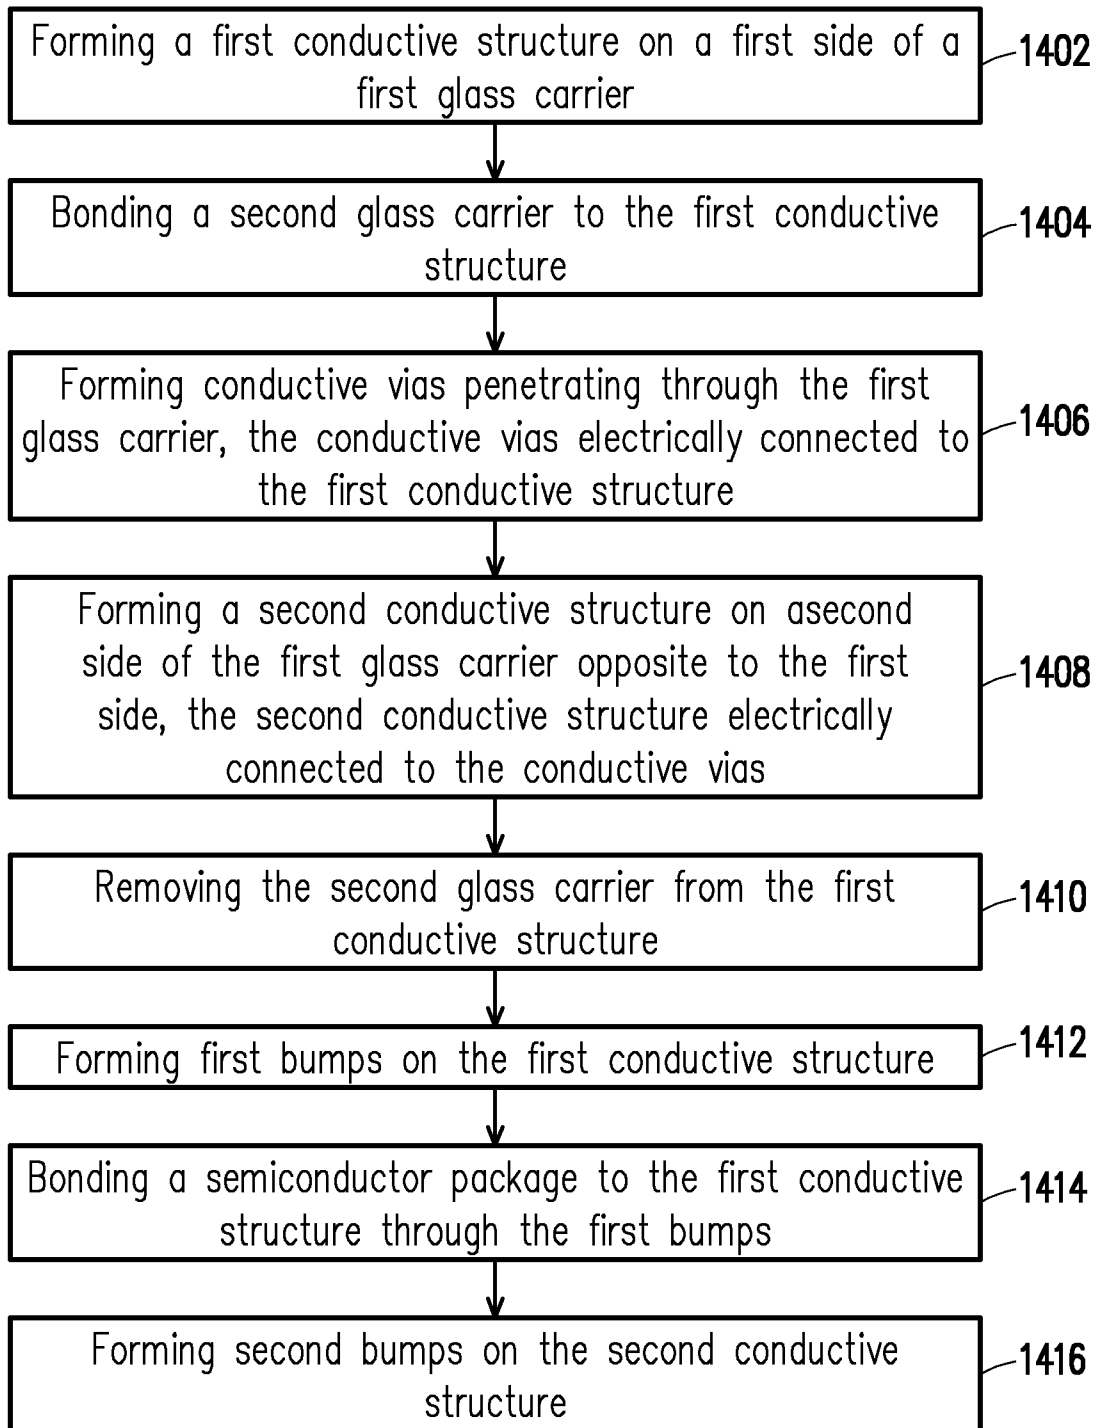 Forming a first conductive structure on a first side of a
first glass carrier
1402
Bonding a second glass carrier to the first conductive
structure
1404
Forming conductive vias penetrating through the first
glass carrier, the conductive vias electrically connected to
the first conductive structure
1406
Forming a second conductive structure on asecond
side of the first glass carrier opposite to the first
side, the second conductive structure electrically
connected to the conductive vias
1408
Removing the second glass carrier from the first
conductive structure
1410
Forming first bumps on the first conductive structure
1412
Bonding a semiconductor package to the first conductive
structure through the first bumps
1414
Forming second bumps on the second conductive
structure
1416